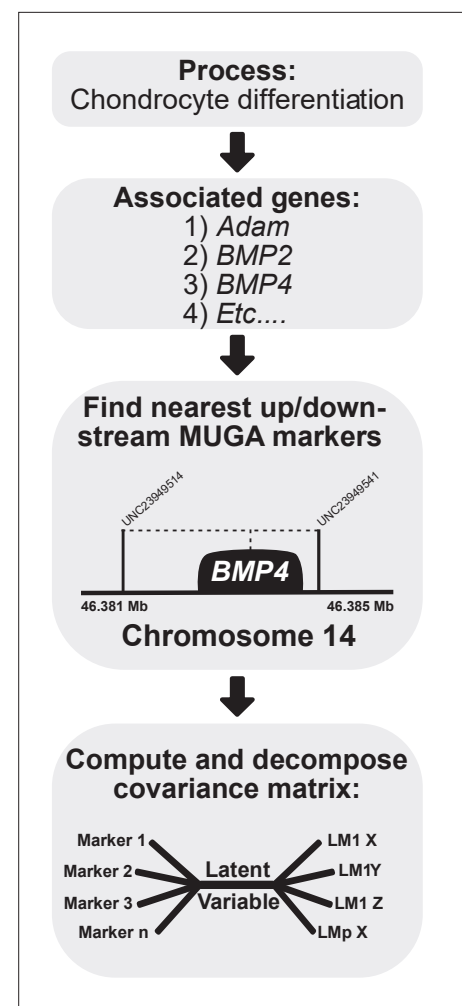 Process:
Chondrocyte differentiation
Associated genes:
1) Adam
2) BMP2
3) BMP4
4) Etc....
Find nearest up/down-
stream MUGA markers
UNC23949514
UNC23949541
BMP4
46.381 Mb
46.385 Mb
Chromosome 14
Compute and decompose
covariance matrix:
Marker 1
LM1 X
Marker 2
Latent
LM1Y
Marker 3
Variable
LM1 Z
Marker n
LMp X